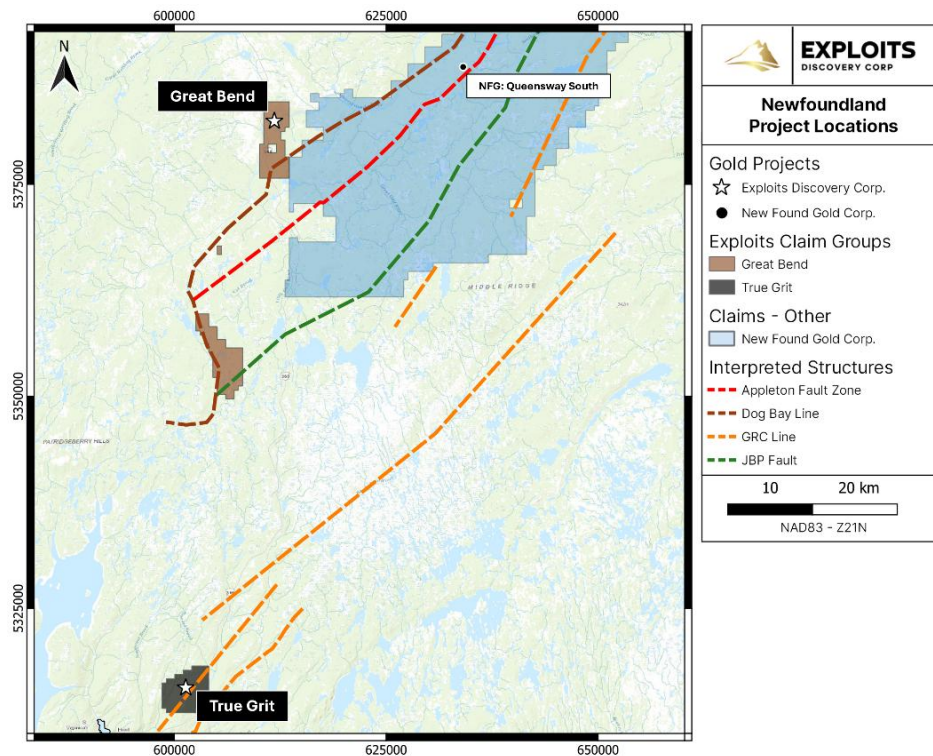 600000
625000
650000
N
Great Bend
NFG: Queensway South
5375000
MIDDLE RIDGE
5350000
5325000
True Grit
600000
625000
650000
EXPLOITS
DISCOVERY CORP
Newfoundland
Project Locations
Gold Projects
Exploits Discovery Corp.
New Found Gold Corp.
Exploits Claim Groups
Great Bend
True Grit
Claims - Other
New Found Gold Corp.
Interpreted Structures
Appleton Fault Zone
Dog Bay Line
GRC Line
JBP Fault
10 20 km
NAD83 - Z21N